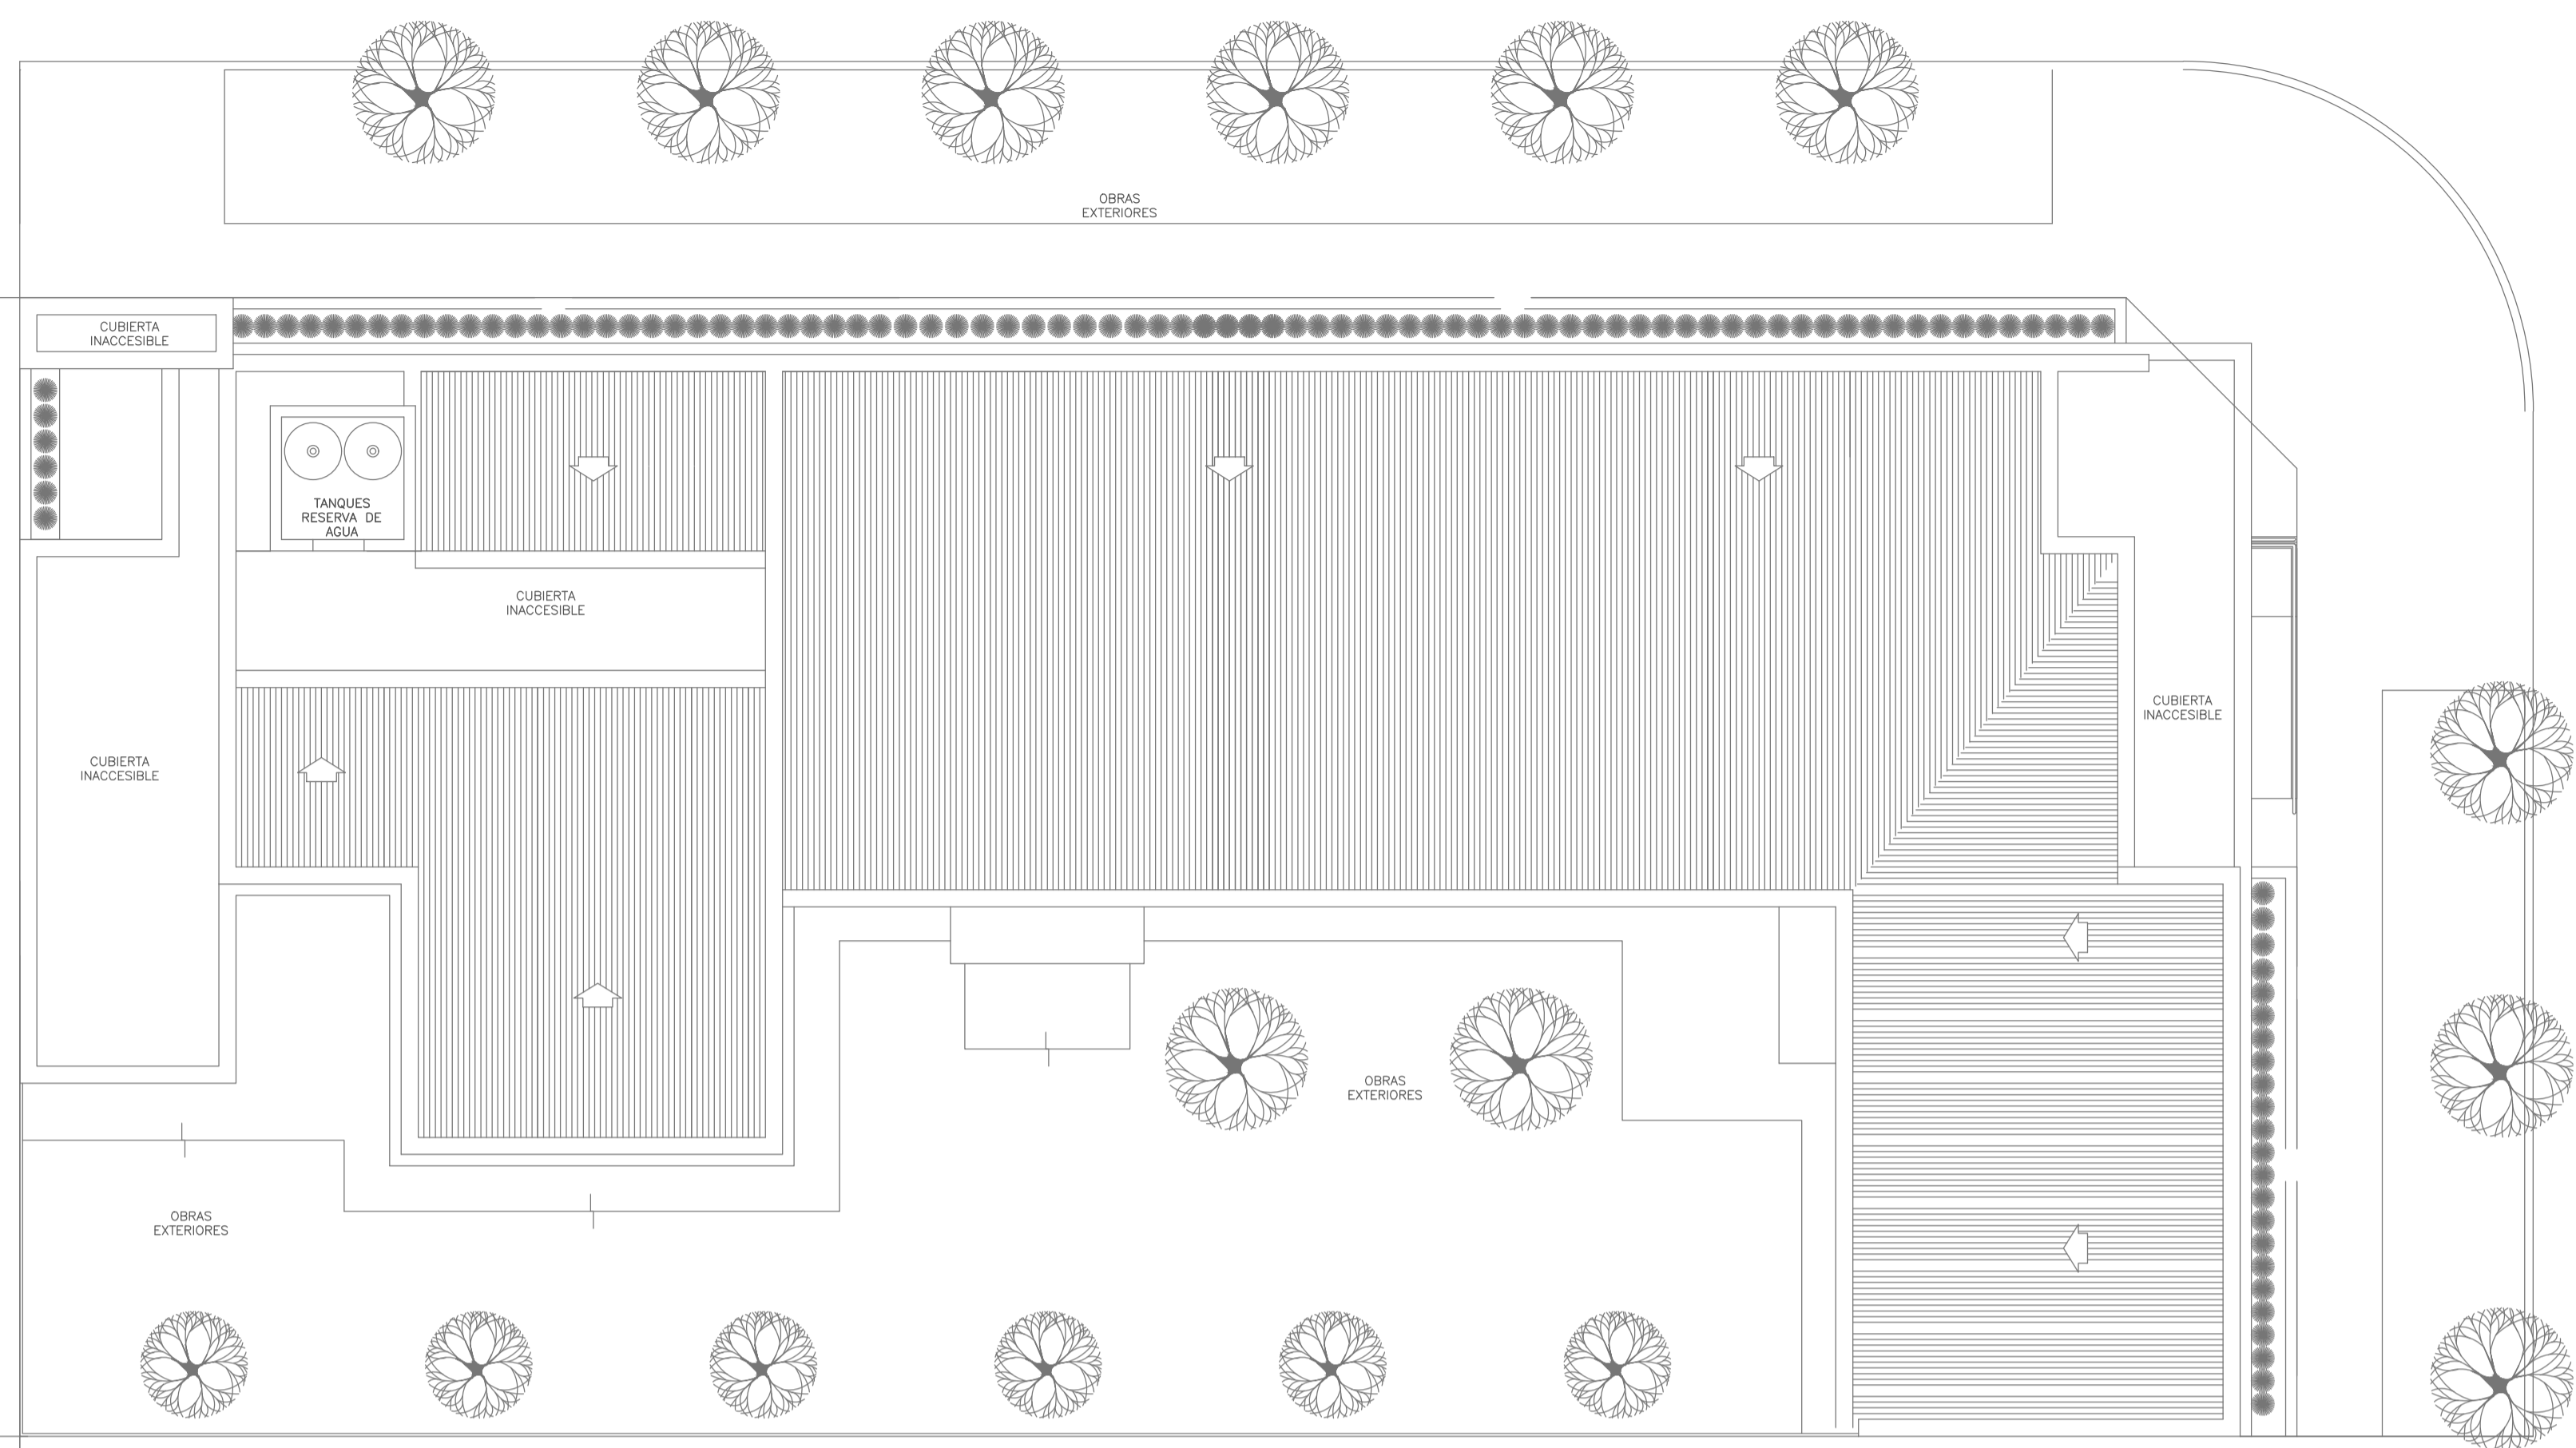 OBRAS
EXTERIORES
CUBIERTA
INACCESIBLE
TANQUES
RESERVA DE
AGUA
CUBIERTA
INACCESIBLE
CUBIERTA
INACCESIBLE
CUBIERTA
INACCESIBLE
OBRAS
EXTERIORES
OBRAS
EXTERIORES